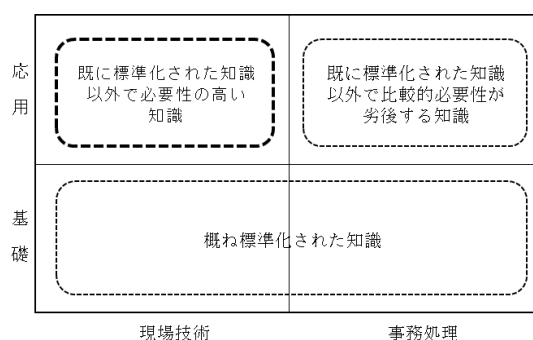 応用
既に標準化された知識
以外で必要性の高い
知識
既に標準化された知識
以外で比較的必要性が
劣後する知識
基礎
概ね標準化された知識
現場技術
事務処理